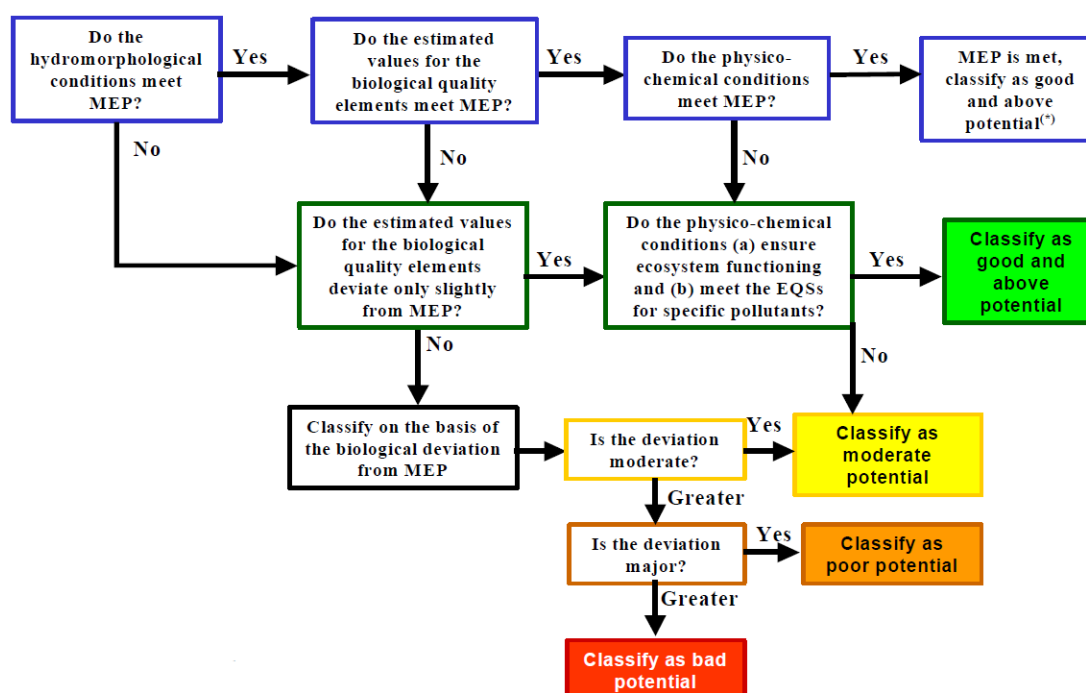 Do the
hydromorphological
conditions meet
MEP?
Yes
Do the estimated
values for the
biological quality
elements meet MEP?
Yes
Do the physico-
chemical conditions
meet MEP?
Yes
MEP is met,
classify as good
and above
potential(*)
No
No
No
Do the estimated values
for the biological
quality elements
deviate only slightly
from MEP?
Yes
Do the physico-chemical
conditions (a) ensure
ecosystem functioning
and (b) meet the EQSs
for specific pollutants?
Yes
Classify as
good and
above
potential
No
No
Classify on the basis of
the biological deviation
from MEP
Is the deviation
moderate?
Yes
Classify as
moderate
potential
Greater
Is the deviation
major?
Yes
Classify as
poor potential
Greater
Classify as bad
potential